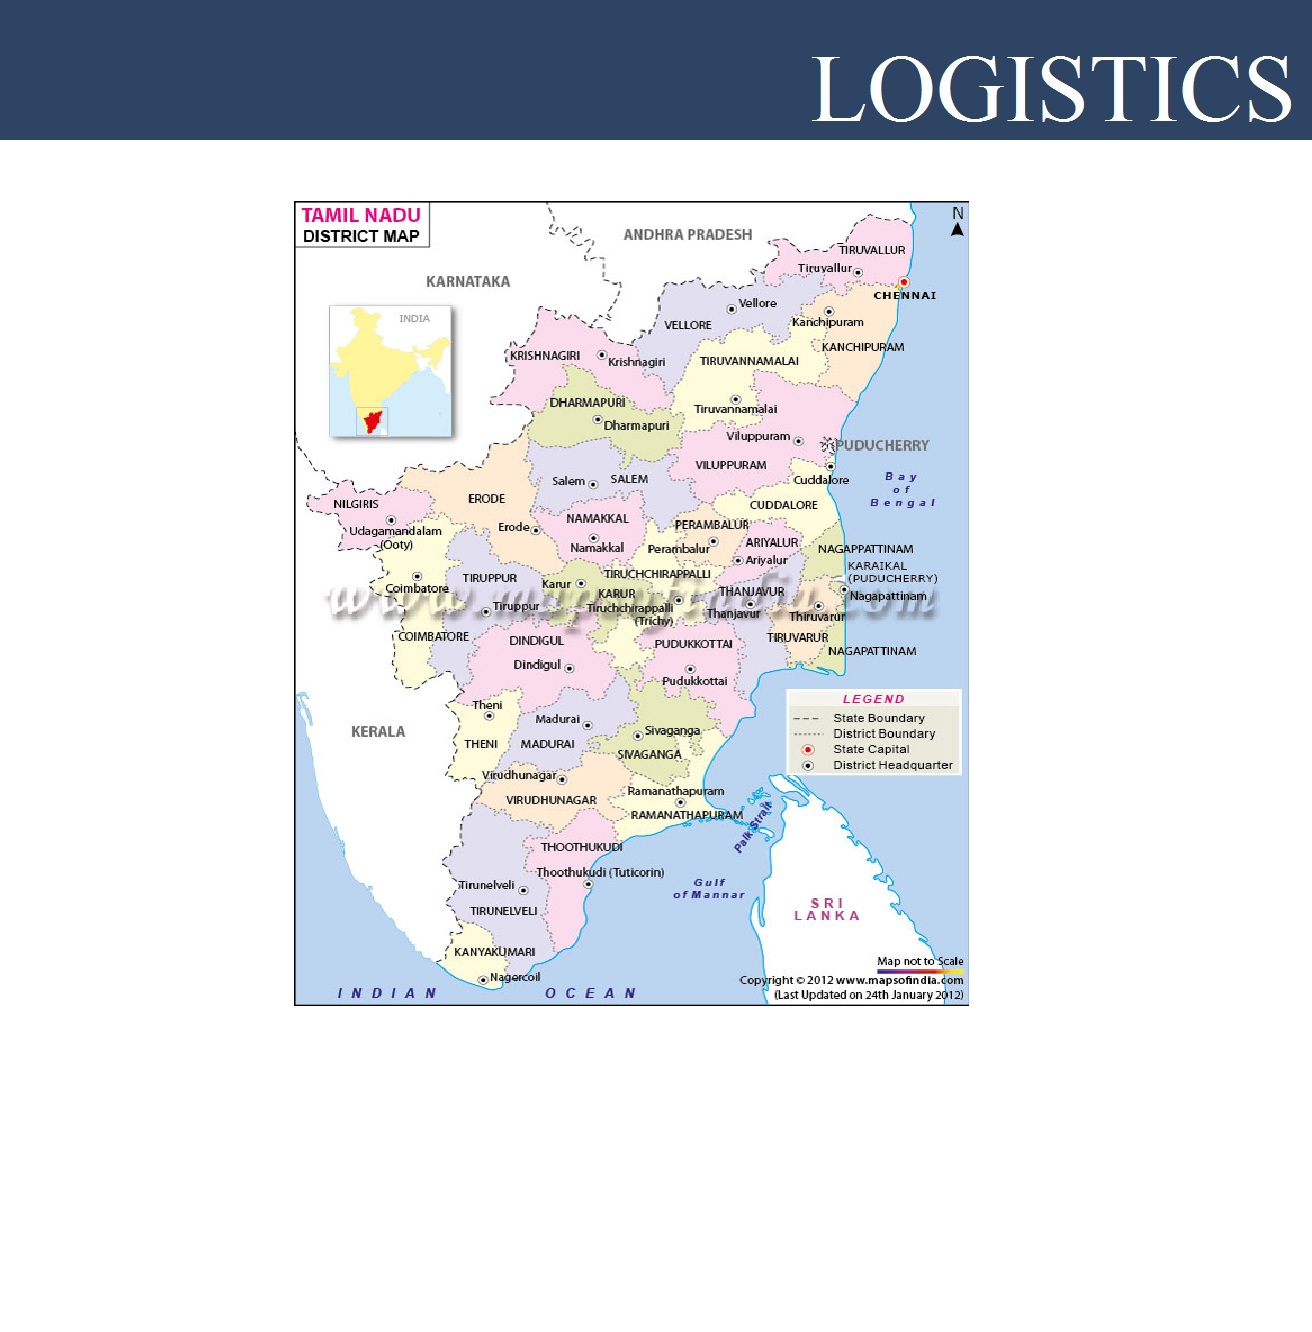 LOGISTICS
TAMIL NADU
DISTRICT MAP
N
ANDHRA PRADESH
KARNATAKA
INDIA
TIRUVALLUR
Tiruvallur
CHENNAI
Vellore
VELLORE
Kanchipuram
KANCHIPURAM
KRISHNAGIRI
Krishnagiri
TIRUVANNAMALAI
Tiruvannamalai
DHARMAPURI
Dharmapuri
Viluppuram
VILUPPURAM
PUDUCHERRY
Cuddalore
CUDDALORE
Bay
of
Bengal
Salem
SALEM
NILGIRIS
Udagamandalam
(Ooty)
ERODE
Erode
NAMAKKAL
Namakkal
PERAMBALUR
Perambalur
ARIYALUR
Ariyalur
NAGAPPATTINAM
KARAIKAL
(PUDUCHERRY)
Nagapattinam
Coimbatore
COIMBATORE
TIRUPPUR
Tiruppur
Karur
KARUR
TIRUCHCHIRAPPALLI
Tiruchchirappalli
(Trichy)
THANJAVUR
Thanjavur
Thiruvarur
TIRUVARUR
NAGAPATTINAM
www.mapsofindia.com
DINDIGUL
Dindigul
PUDUKKOTTAI
Pudukkottai
KERALA
Theni
THENI
Madurai
MADURAI
Sivaganga
SIVAGANGA
LEGEND
State Boundary
District Boundary
State Capital
District Headquarter
Virudhunagar
VIRUDHUNAGAR
Ramanathapuram
RAMANATHAPURAM
Palk Strait
THOOTHUKUDI
Thoothukudi (Tuticorin)
Tirunelveli
TIRUNELVELI
Gulf
of Mannar
SRI
LANKA
KANYAKUMARI
Nagercoil
INDIAN OCEAN
Map not to Scale
Copyright © 2012 www.mapsofindia.com
(Last Updated on 24th January 2012)